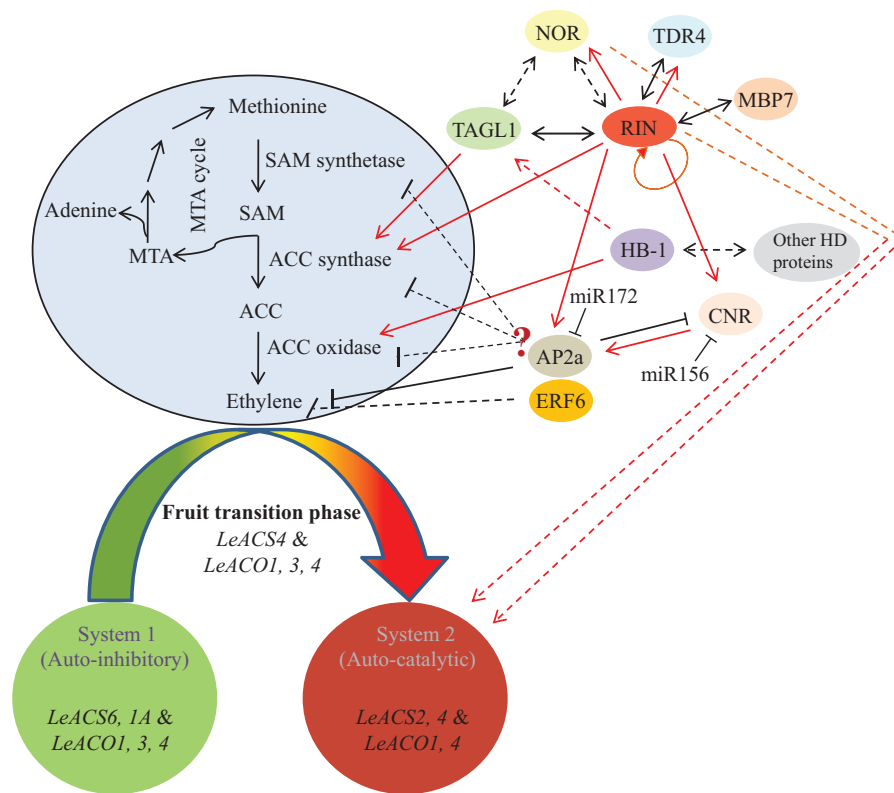 NOR
TDR4
MBP7
TAGL1
RIN
Methionine
SAM synthetase
MTA cycle
Adenine
SAM
MTA
ACC synthase
HB-1
Other HD
proteins
miR172
CNR
ACC
?
ACC oxidase
AP2a
miR156
Ethylene
ERF6
Fruit transition phase
LeACS4 &
LeACO1, 3, 4
System 1
(Auto-inhibitory)
LeACS6, 1A &
LeACO1, 3, 4
System 2
(Auto-catalytic)
LeACS2, 4 &
LeACO1, 4